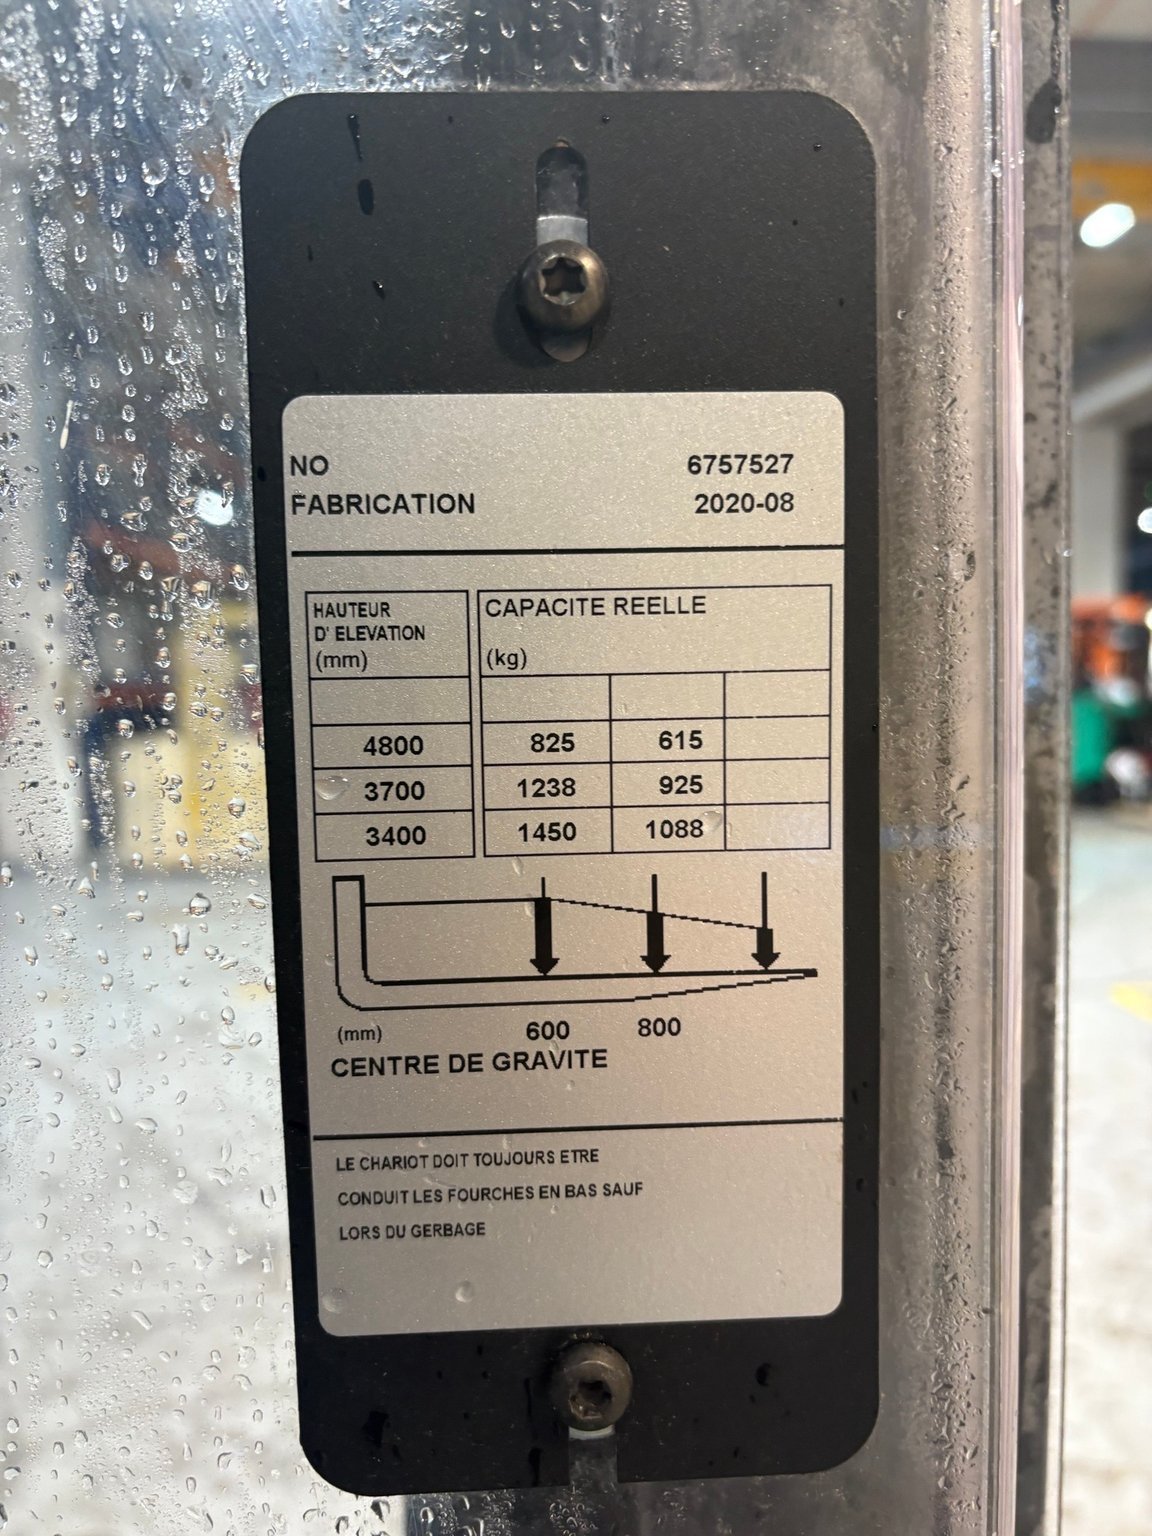 NO 6757527
FABRICATION 2020-08
HAUTEUR
D' ELEVATION
(mm)
CAPACITE REELLE
(kg)
4800 825 615
3700 1238 925
3400 1450 1088
(mm) 600 800
CENTRE DE GRAVITE
LE CHARIOT DOIT TOUJOURS ETRE
CONDUIT LES FOURCHES EN BAS SAUF
LORS DU GERBAGE